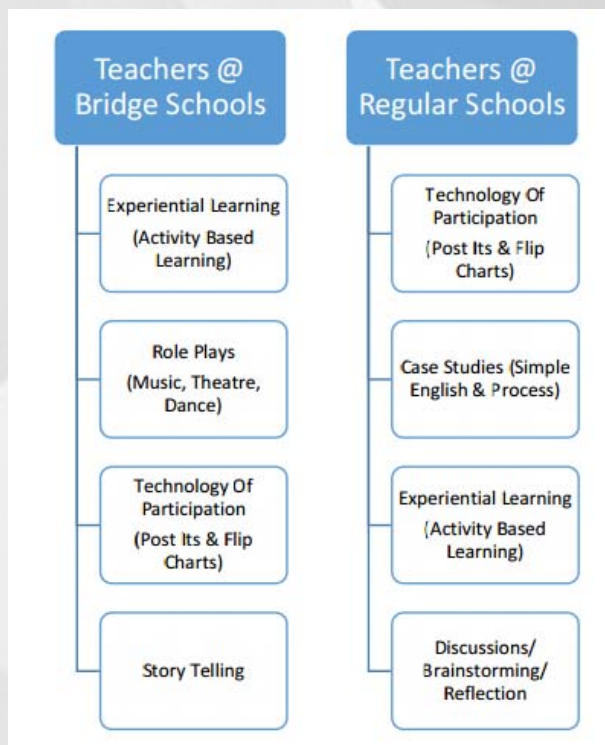 Teachers @
Bridge Schools
Experiential Learning
(Activity Based
Learning)
Role Plays
(Music, Theatre,
Dance)
Technology Of
Participation
(Post Its & Flip
Charts)
Story Telling
Teachers @
Regular Schools
Technology Of
Participation
(Post Its & Flip
Charts)
Case Studies (Simple
English & Process)
Experiential Learning
(Activity Based
Learning)
Discussions/
Brainstorming/
Reflection